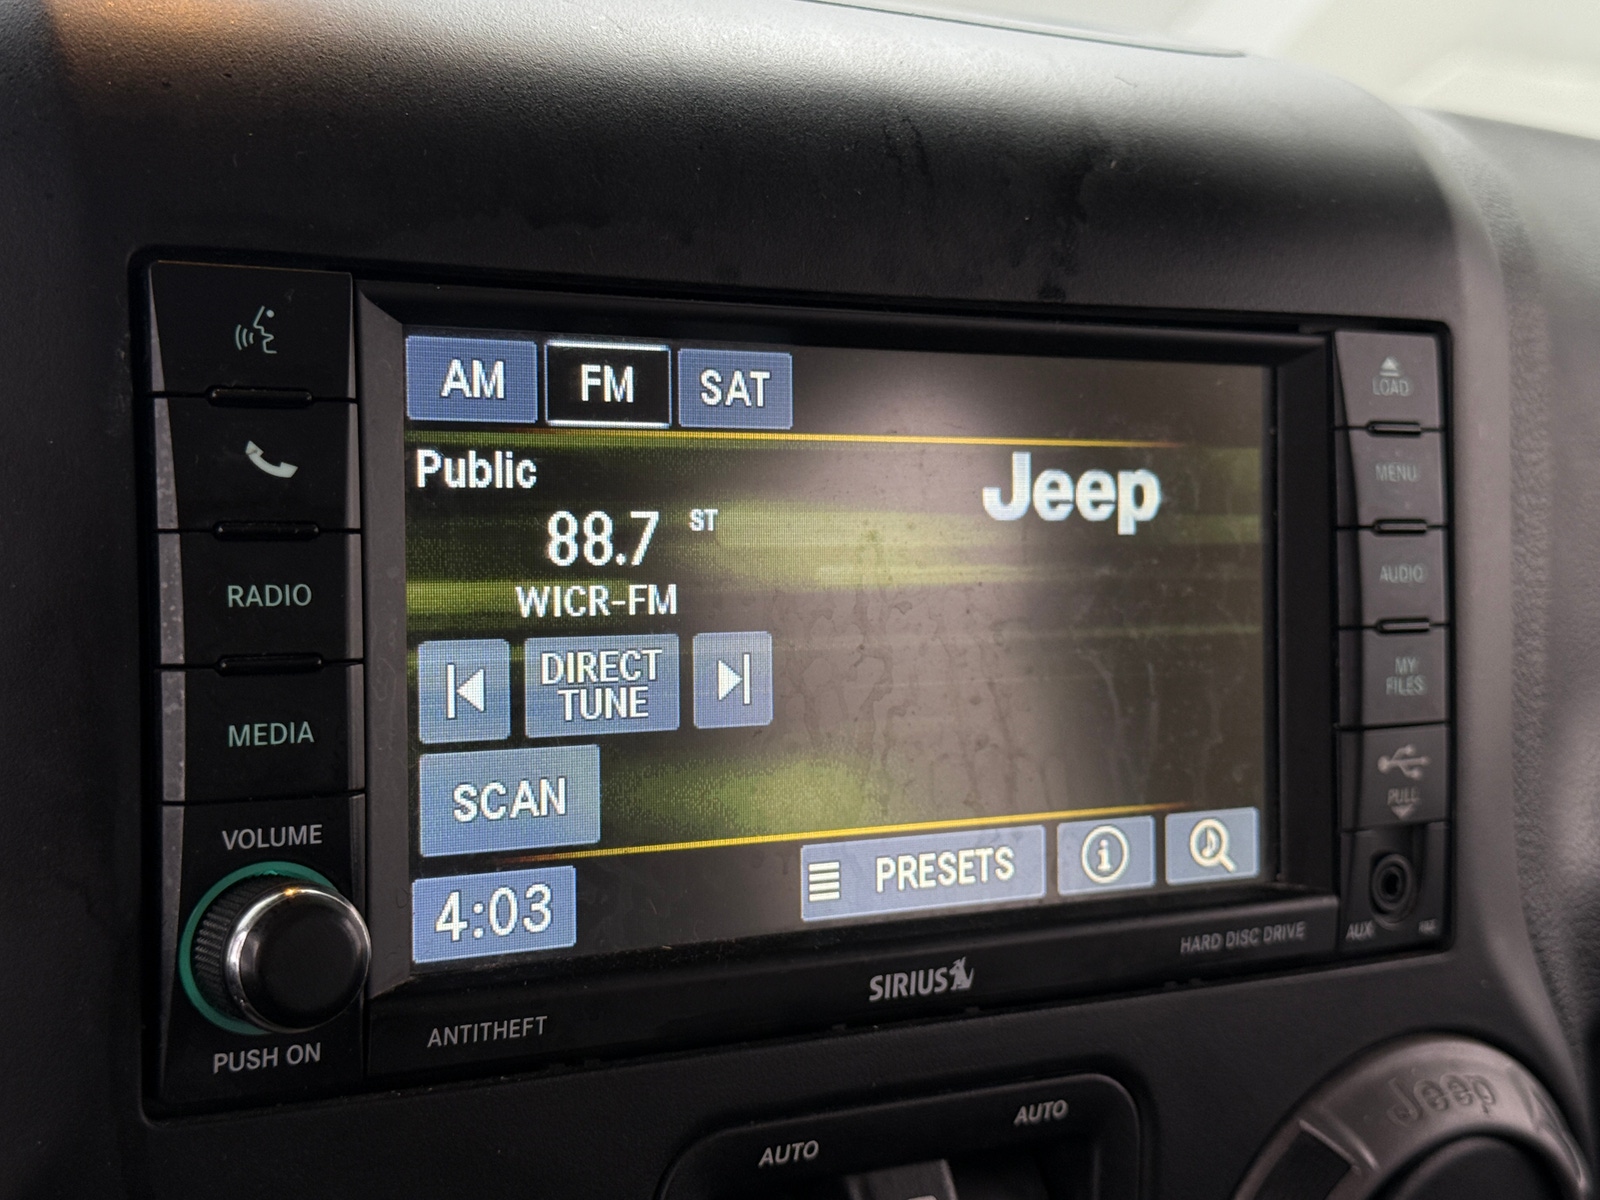 AM FM SAT
Public
88.7 ST
WICR-FM
Jeep
DIRECT
TUNE
SCAN
4:03
PRESETS
RADIO
MEDIA
VOLUME
PUSH ON
ANTITHEFT
SIRIUS
HARD DISC DRIVE
LOAD
MENU
AUDIO
MY
FILES
PULL
AUX
AUTO
AUTO
Jeep